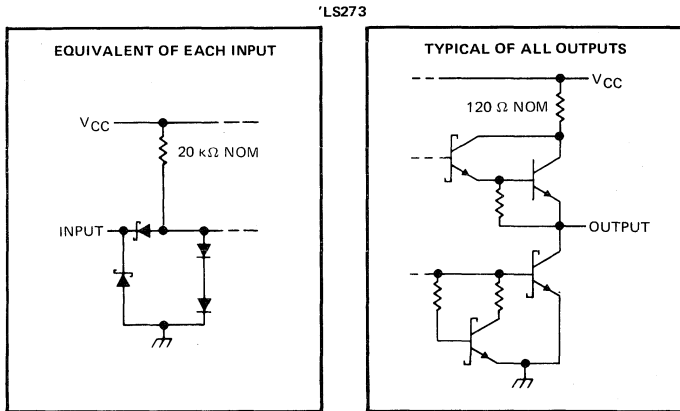 'LS273
EQUIVALENT OF EACH INPUT
VCC
20 kΩ NOM
INPUT
TYPICAL OF ALL OUTPUTS
VCC
120 Ω NOM
OUTPUT